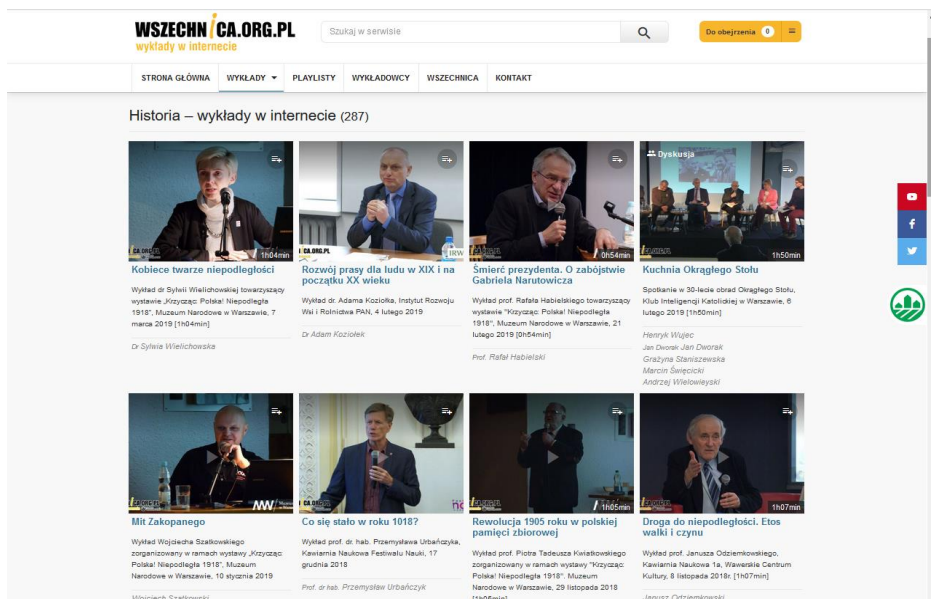 WSZECHNiCA.ORG.PL
wykłady w internecie
Szukaj w serwisie
Do obejrzenia 0
STRONA GŁÓWNA WYKŁADY PLAYLISTY WYKŁADOWCY WSZECHNICA KONTAKT
Historia – wykłady w internecie (287)
1h04min
Kobiece twarze niepodległości
Wykład dr Sylwii Wielichowskiej towarzyszący
wystawie „Krzycząc: Polska! Niepodległa
1918", Muzeum Narodowe w Warszawie, 7
marca 2019 [1h04min]
Dr Sylwia Wielichowska
iCA.ORG.PL
IRW
Rozwój prasy dla ludu w XIX i na
początku XX wieku
Wykład dr. Adama Koziołka, Instytut Rozwoju
Wsi i Rolnictwa PAN, 4 lutego 2019
Dr Adam Koziołek
0h54min
Śmierć prezydenta. O zabójstwie
Gabriela Narutowicza
Wykład prof. Rafała Habielskiego towarzyszący
wystawie "Krzycząc: Polska! Niepodległa
1918", Muzeum Narodowe w Warszawie, 21
lutego 2019 [0h54min]
Prof. Rafał Habielski
Dyskusja
1h50min
Kuchnia Okrągłego Stołu
Spotkanie w 30-lecie obrad Okrągłego Stołu,
Klub Inteligencji Katolickiej w Warszawie, 6
lutego 2019 [1h50min]
Henryk Wujec
Jan Dworak Jan Dworak
Grażyna Staniszewska
Marcin Święcicki
Andrzej Wielowieyski
Mit Zakopanego
Wykład Wojciecha Szatkowskiego
zorganizowany w ramach wystawy „Krzycząc:
Polska! Niepodległa 1918", Muzeum
Narodowe w Warszawie, 10 stycznia 2019
Wojciech Szatkowski
Co się stało w roku 1018?
Wykład prof. dr. hab. Przemysława Urbańczyka,
Kawiarnia Naukowa Festiwalu Nauki, 17
grudnia 2018
Prof. dr hab. Przemysław Urbańczyk
1h05min
Rewolucja 1905 roku w polskiej
pamięci zbiorowej
Wykład prof. Piotra Tadeusza Kwiatkowskiego
zorganizowany w ramach wystawy "Krzycząc:
Polska! Niepodległa 1918". Muzeum
Narodowe w Warszawie, 29 listopada 2018
[1h05min]
1h07min
Droga do niepodległości. Etos
walki i czynu
Wykład prof. Janusza Odziemkowskiego,
Kawiarnia Naukowa 1a, Wawerskie Centrum
Kultury, 8 listopada 2018r. [1h07min]
Janusz Odziemkowski